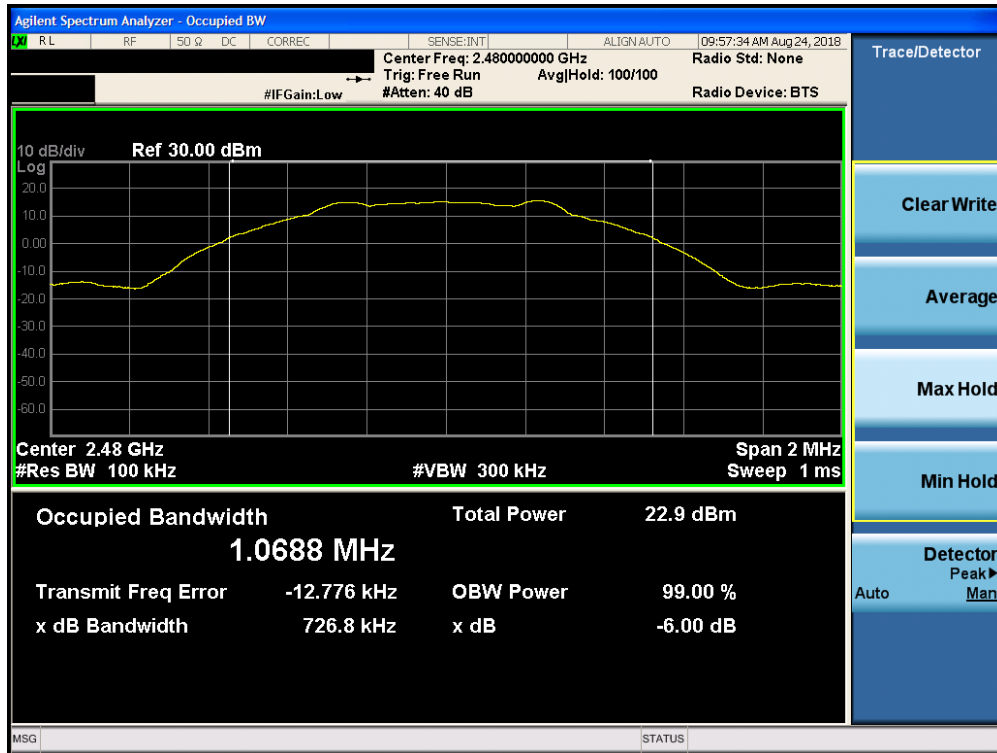 Agilent Spectrum Analyzer - Occupied BW
LXI RL RF 50 Ω DC CORREC SENSE:INT ALIGN AUTO 09:57:34 AM Aug 24, 2018
Center Freq: 2.480000000 GHz Radio Std: None
Trig: Free Run Avg|Hold: 100/100
#IFGain:Low #Atten: 40 dB Radio Device: BTS
Trace/Detector
10 dB/div Ref 30.00 dBm
Log
20.0
10.0
0.00
-10.0
-20.0
-30.0
-40.0
-50.0
-60.0
Center 2.48 GHz Span 2 MHz
#Res BW 100 kHz #VBW 300 kHz Sweep 1 ms
Occupied Bandwidth Total Power 22.9 dBm
1.0688 MHz
Transmit Freq Error -12.776 kHz OBW Power 99.00 %
x dB Bandwidth 726.8 kHz x dB -6.00 dB
Clear Write
Average
Max Hold
Min Hold
Detector
Peak▶
Auto Man
MSG STATUS